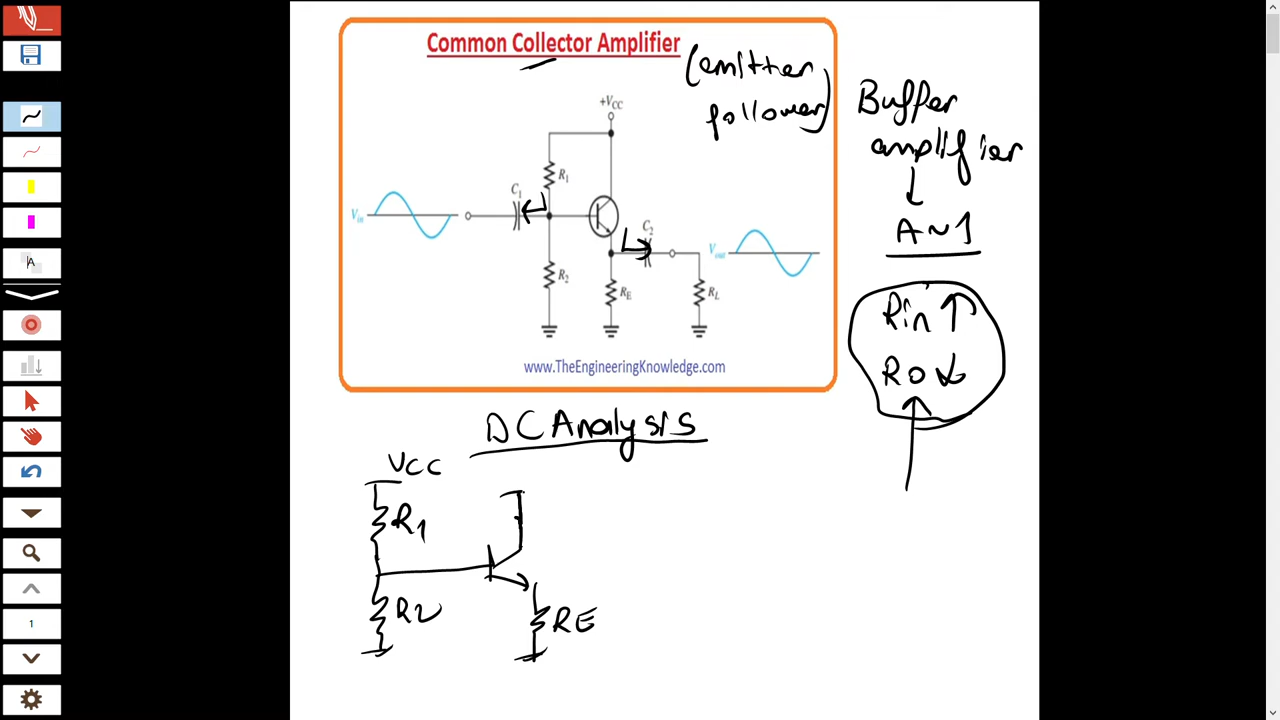 Common Collector Amplifier
(emitter
follower)
Buffer
amplifier
A~1
Rin↑
Ro↓
+VCC
R1
C1
Vin
C2
Vout
R2
RE
RL
www.TheEngineeringKnowledge.com
DC Analysis
VCC
R1
R2
RE
A
1